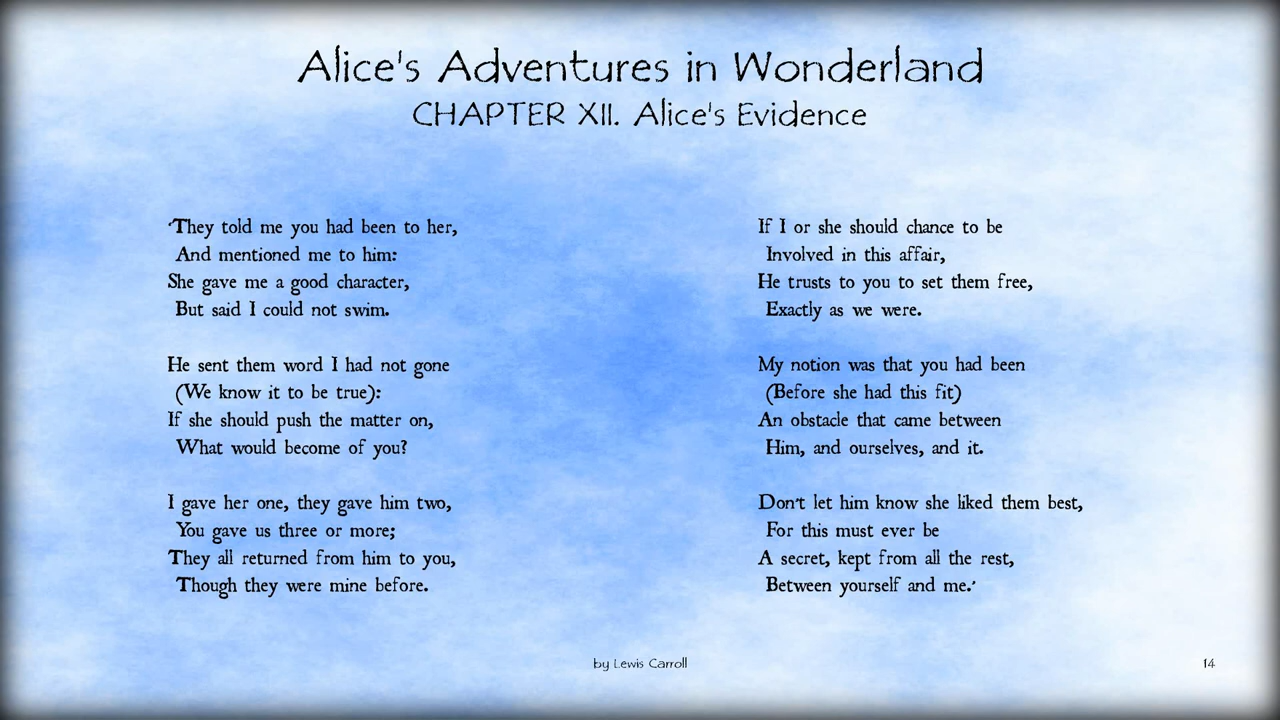 Alice's Adventures in Wonderland
CHAPTER XII. Alice's Evidence
‘They told me you had been to her,
And mentioned me to him:
She gave me a good character,
But said I could not swim.
He sent them word I had not gone
(We know it to be true):
If she should push the matter on,
What would become of you?
I gave her one, they gave him two,
You gave us three or more;
They all returned from him to you,
Though they were mine before.
If I or she should chance to be
Involved in this affair,
He trusts to you to set them free,
Exactly as we were.
My notion was that you had been
(Before she had this fit)
An obstacle that came between
Him, and ourselves, and it.
Don't let him know she liked them best,
For this must ever be
A secret, kept from all the rest,
Between yourself and me.’
by Lewis Carroll
14